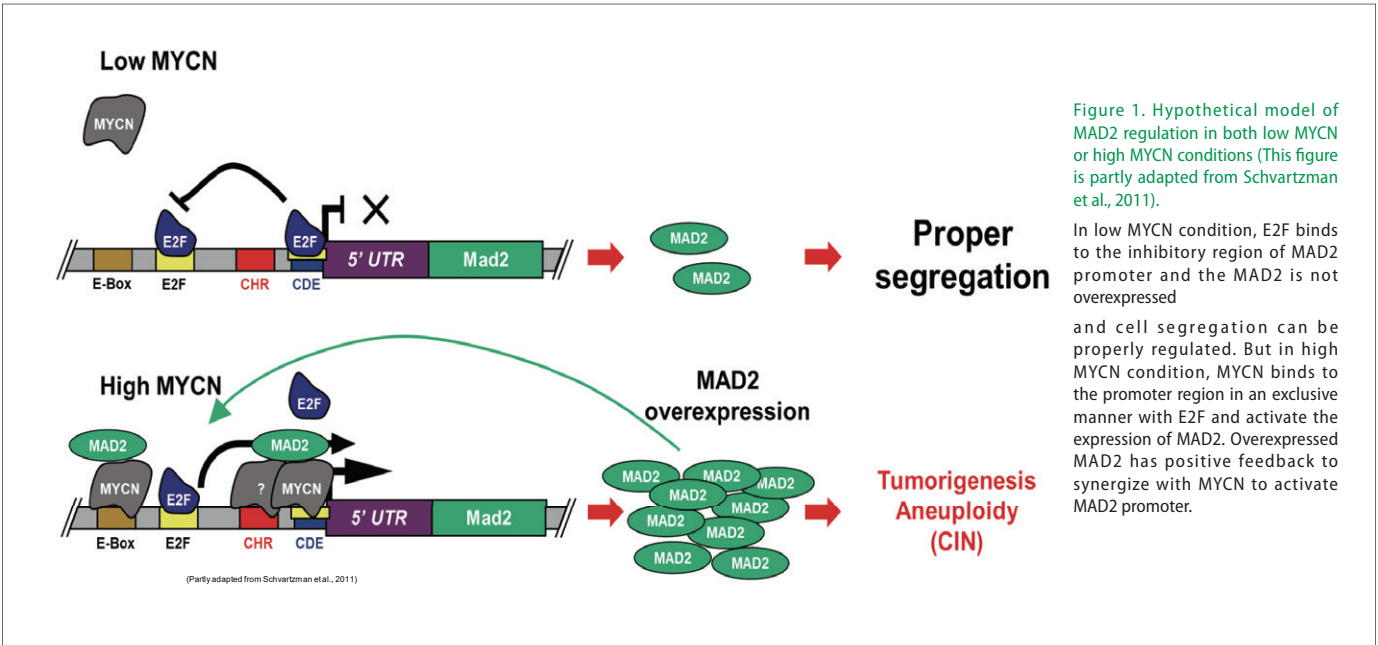 Low MYCN
MYCN
E2F
E2F
5' UTR
Mad2
E-Box
E2F
CHR
CDE
MAD2
MAD2
Proper
segregation
High MYCN
E2F
MAD2
MAD2
MYCN
E2F
?
MYCN
5' UTR
Mad2
E-Box
E2F
CHR
CDE
(Partly adapted from Schvartzman et al., 2011)
MAD2
overexpression
MAD2
MAD2
MAD2
MAD2
MAD2
MAD2
MAD2
MAD2
MAD2
Tumorigenesis
Aneuploidy
(CIN)
Figure 1. Hypothetical model of
MAD2 regulation in both low MYCN
or high MYCN conditions (This figure
is partly adapted from Schvartzman
et al., 2011).
In low MYCN condition, E2F binds
to the inhibitory region of MAD2
promoter and the MAD2 is not
overexpressed
and cell segregation can be
properly regulated. But in high
MYCN condition, MYCN binds to
the promoter region in an exclusive
manner with E2F and activate the
expression of MAD2. Overexpressed
MAD2 has positive feedback to
synergize with MYCN to activate
MAD2 promoter.